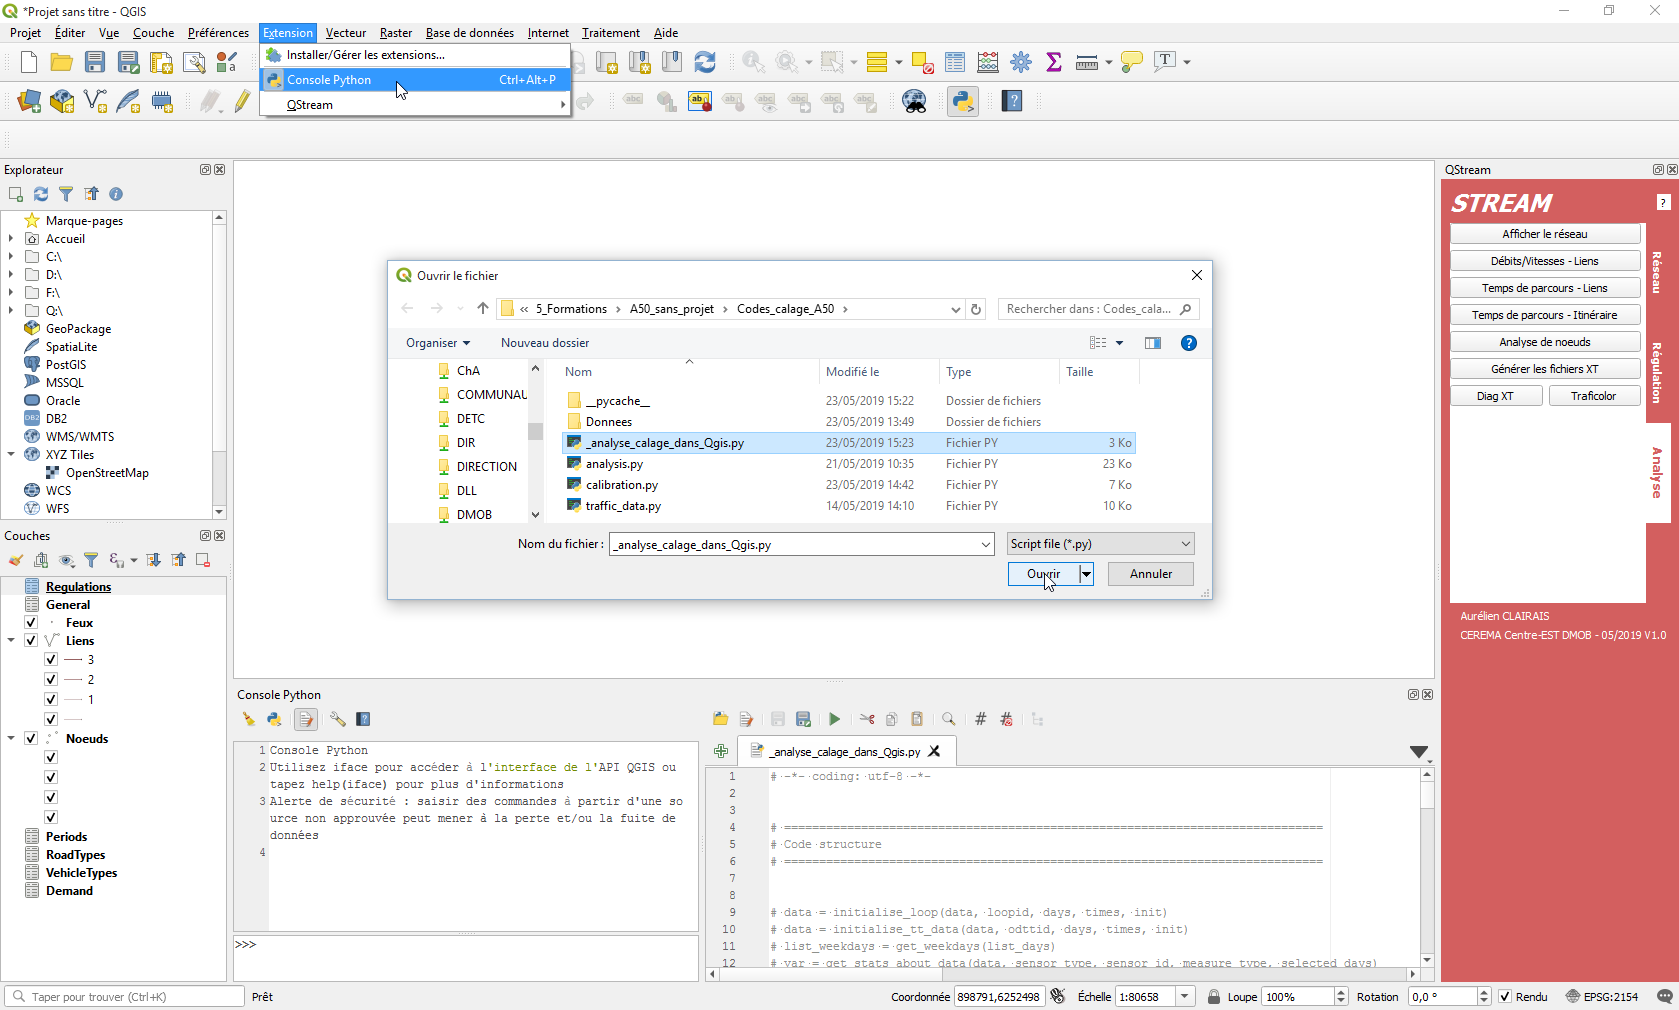 *Projet sans titre - QGIS
Projet Éditer Vue Couche Préférences Extension Vecteur Raster Base de données Internet Traitement Aide
Installer/Gérer les extensions...
Console Python Ctrl+Alt+P
QStream
Explorateur
Marque-pages
Accueil
C:\
D:\
F:\
Q:\
GeoPackage
SpatiaLite
PostGIS
MSSQL
Oracle
DB2
WMS/WMTS
XYZ Tiles
OpenStreetMap
WCS
WFS
Couches
Regulations
General
Feux
Liens
3
2
1
Noeuds
Periods
RoadTypes
VehicleTypes
Demand
Ouvrir le fichier
« 5_Formations › A50_sans_projet › Codes_calage_A50 ›
Rechercher dans : Codes_cala...
Organiser Nouveau dossier
ChA
COMMUNAU
DETC
DIR
DIRECTION
DLL
DMOB
Nom Modifié le Type Taille
__pycache__ 23/05/2019 15:22 Dossier de fichiers
Donnees 23/05/2019 13:49 Dossier de fichiers
_analyse_calage_dans_Qgis.py 23/05/2019 15:23 Fichier PY 3 Ko
analysis.py 21/05/2019 10:35 Fichier PY 23 Ko
calibration.py 23/05/2019 14:42 Fichier PY 7 Ko
traffic_data.py 14/05/2019 14:10 Fichier PY 10 Ko
Nom du fichier : _analyse_calage_dans_Qgis.py Script file (*.py)
Ouvrir Annuler
Console Python
1 Console Python
2 Utilisez iface pour accéder à l'interface de l'API QGIS ou
tapez help(iface) pour plus d'informations
3 Alerte de sécurité : saisir des commandes à partir d'une so
urce non approuvée peut mener à la perte et/ou la fuite de
données
4
>>>
_analyse_calage_dans_Qgis.py
1 # -*- coding: utf-8 -*-
2
3
4 # =============================================================================
5 # Code structure
6 # =============================================================================
7
8
9 # data = initialise_loop(data, loopid, days, times, init)
10 # data = initialise_tt_data(data, odttid, days, times, init)
11 # list_weekdays = get_weekdays(list_days)
12 # var = get_stats_about_data(data, sensor_type, sensor_id, measure_type, selected_days)
QStream
STREAM ?
Afficher le réseau
Débits/Vitesses - Liens
Temps de parcours - Liens
Temps de parcours - Itinéraire
Analyse de noeuds
Générer les fichiers XT
Diag XT Traficolor
Réseau
Régulation
Analyse
Aurélien CLAIRAIS
CEREMA Centre-EST DMOB - 05/2019 V1.0
Taper pour trouver (Ctrl+K) Prêt Coordonnée 898791,6252498 Échelle 1:80658 Loupe 100% Rotation 0,0 ° Rendu EPSG:2154